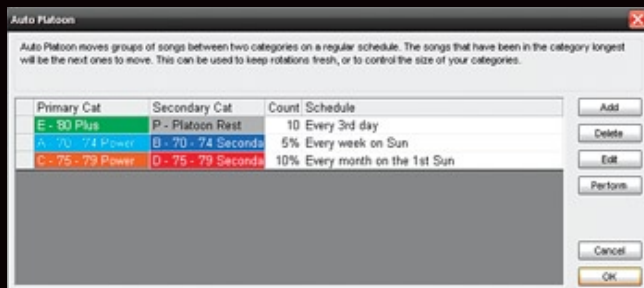 Auto Platoon
Auto Platoon moves groups of songs between two categories on a regular schedule. The songs that have been in the category longest
will be the next ones to move. This can be used to keep rotations fresh, or to control the size of your categories.
Primary Cat Secondary Cat Count Schedule Add
E - '80 Plus P - Platoon Rest 10 Every 3rd day
A - 70 - 74 Power B - 70 - 74 Seconda 5% Every week on Sun Delete
C - 75 - 79 Power D - 75 - 79 Seconda 10% Every month on the 1st Sun Edit
Perform
Cancel
OK